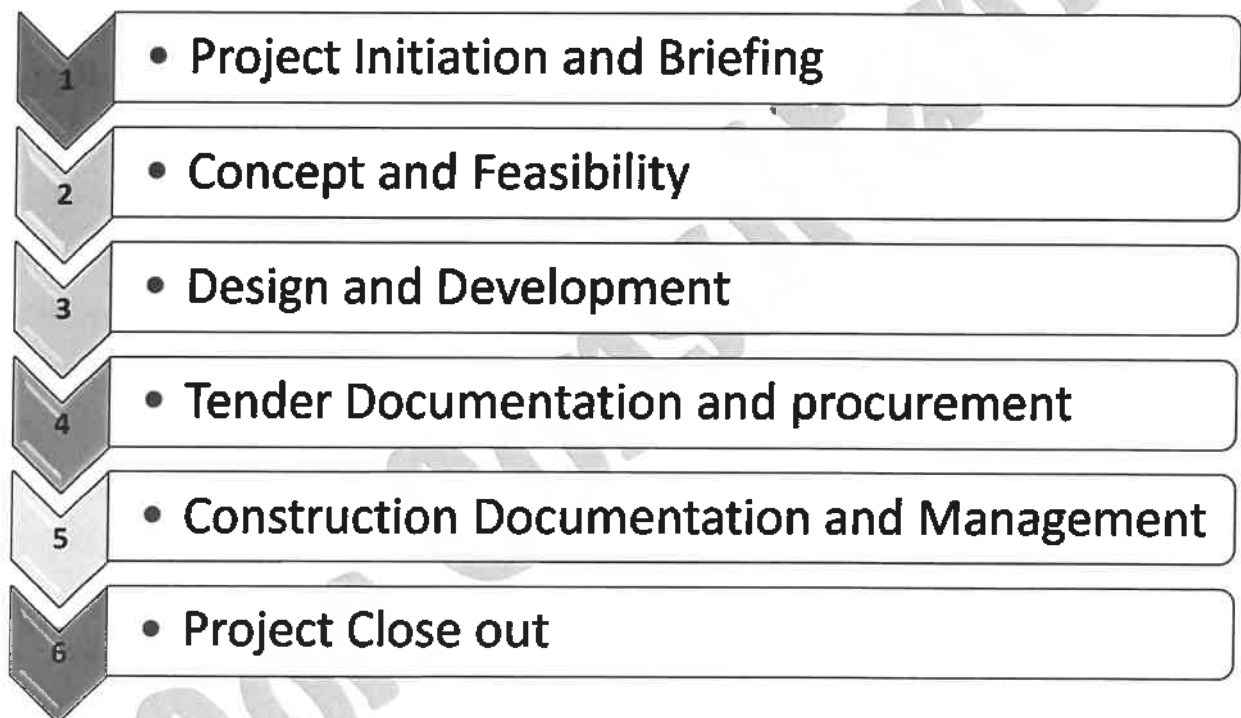 1
• Project Initiation and Briefing
2
• Concept and Feasibility
3
• Design and Development
4
• Tender Documentation and procurement
5
• Construction Documentation and Management
6
• Project Close out